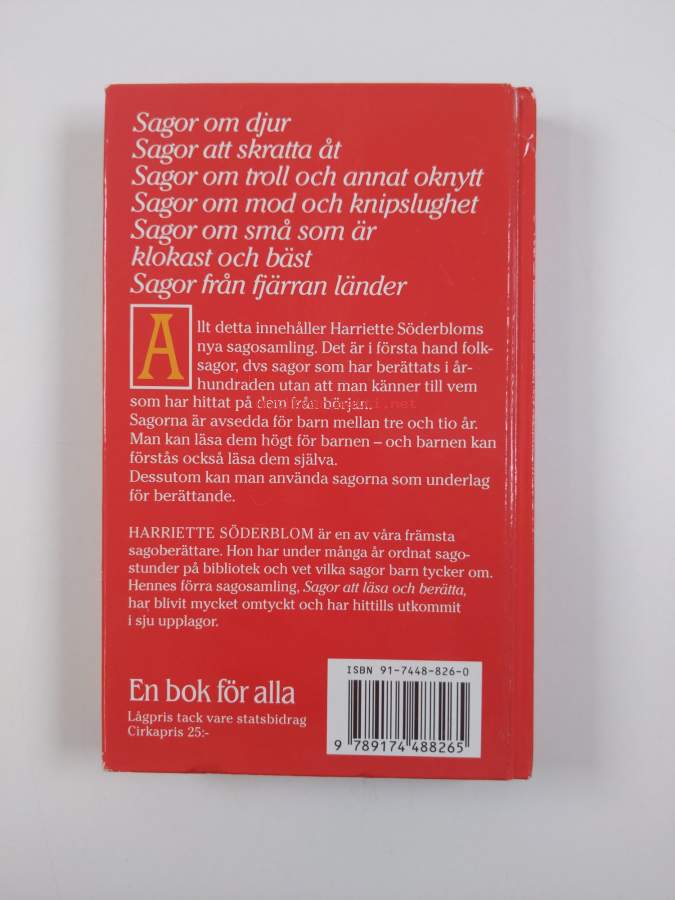 Sagor om djur
Sagor att skratta åt
Sagor om troll och annat oknytt
Sagor om mod och knipslughet
Sagor om små som är
klokast och bäst
Sagor från fjärran länder
Allt detta innehåller Harriette Söderbloms
nya sagosamling. Det är i första hand folk-
sagor, dvs sagor som har berättats i år-
hundraden utan att man känner till vem
som har hittat på dem från början.
Sagorna är avsedda för barn mellan tre och tio år.
Man kan läsa dem högt för barnen – och barnen kan
förstås också läsa dem själva.
Dessutom kan man använda sagorna som underlag
för berättande.
HARRIETTE SÖDERBLOM är en av våra främsta
sagoberättare. Hon har under många år ordnat sago-
stunder på bibliotek och vet vilka sagor barn tycker om.
Hennes förra sagosamling, Sagor att läsa och berätta,
har blivit mycket omtyckt och har hittills utkommit
i sju upplagor.
En bok för alla
Lågpris tack vare statsbidrag
Cirkapris 25:-
ISBN 91-7448-826-0
9 789174 488265